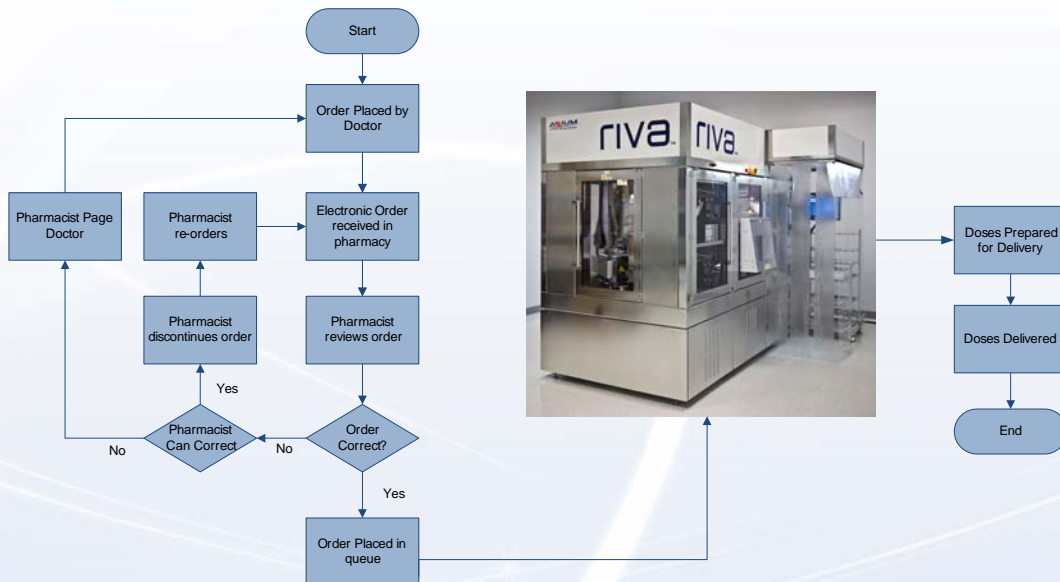 Start
Order Placed by
Doctor
Pharmacist Page
Doctor
Pharmacist
re-orders
Electronic Order
received in
pharmacy
Pharmacist
discontinues order
Pharmacist
reviews order
Yes
Pharmacist
Can Correct
Order
Correct?
No
No
Yes
Order Placed in
queue
riva
riva
Doses Prepared
for Delivery
Doses Delivered
End